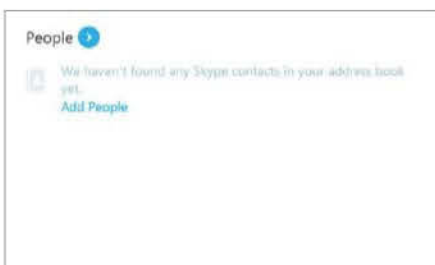 People
We haven't found any Skype contacts in your address book
yet.
Add People